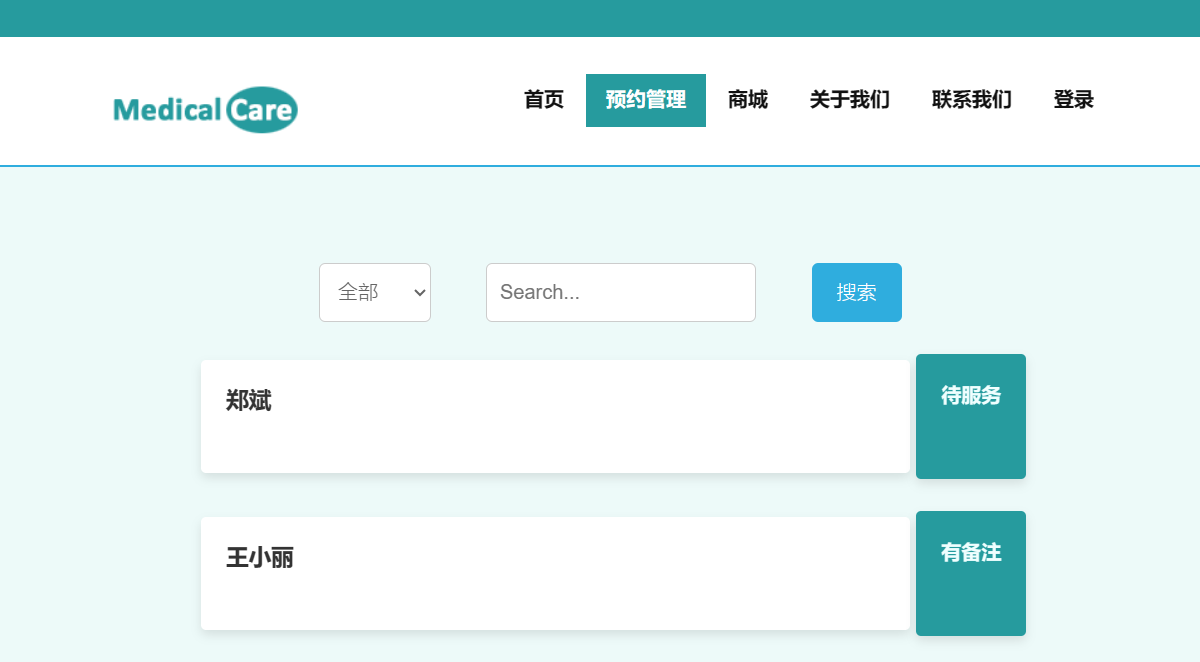 Medical Care
首页 预约管理 商城 关于我们 联系我们 登录
全部 Search... 搜索
郑斌 待服务
王小丽 有备注